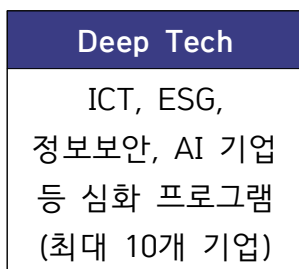 Deep Tech
ICT, ESG,
정보보안, AI 기업
등 심화 프로그램
(최대 10개 기업)